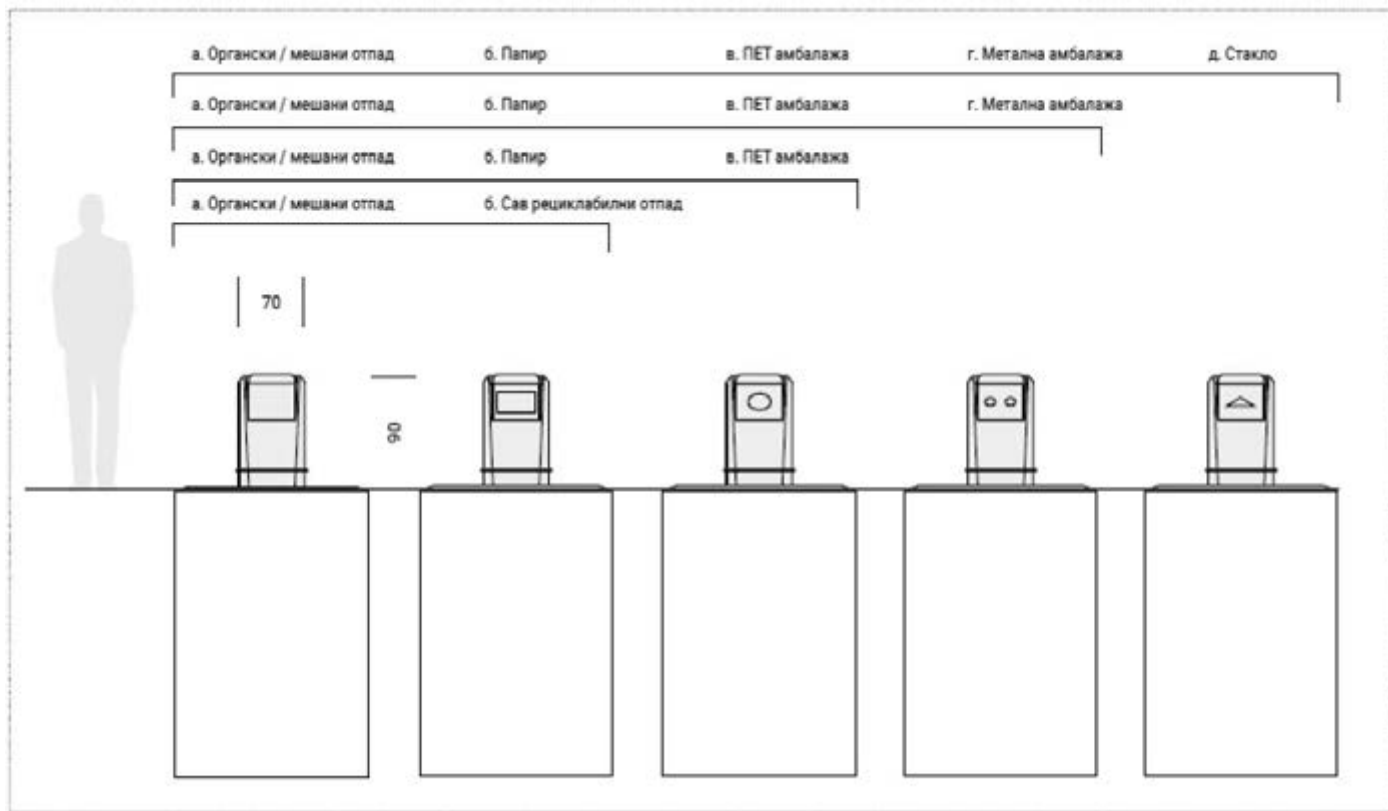 а. Органски / мешани отпад б. Папир в. ПЕТ амбалажа г. Метална амбалажа д. Стакло
а. Органски / мешани отпад б. Папир в. ПЕТ амбалажа г. Метална амбалажа
а. Органски / мешани отпад б. Папир в. ПЕТ амбалажа
а. Органски / мешани отпад б. Сав рециклабилни отпад
70
90